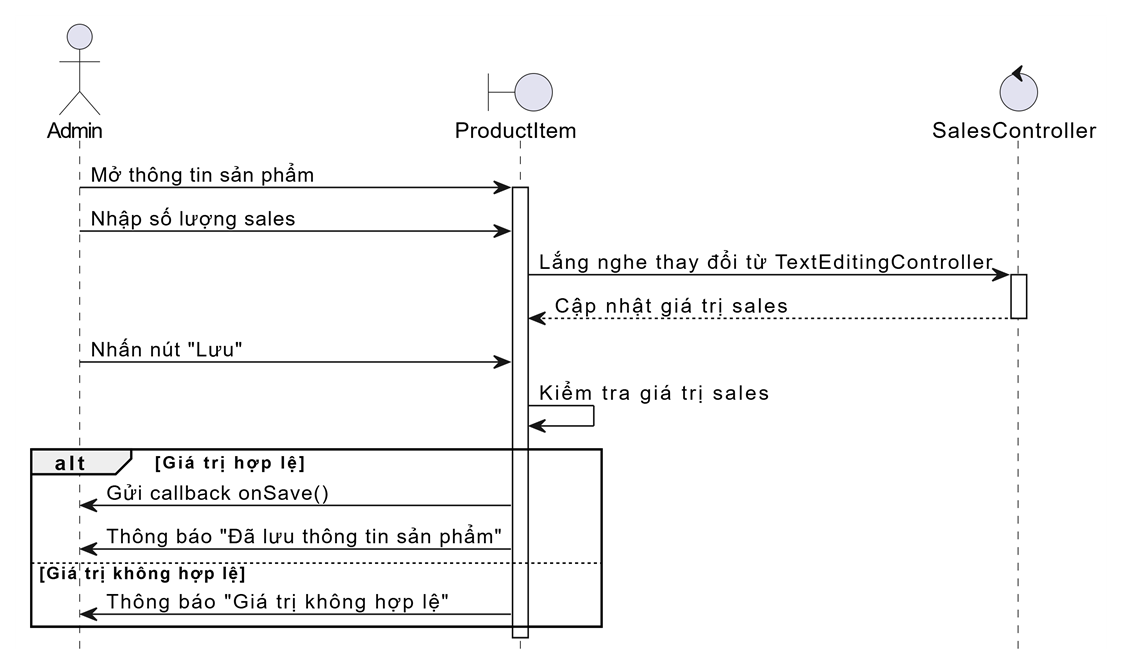 Admin
ProductItem
SalesController
Mở thông tin sản phẩm
Nhập số lượng sales
Lắng nghe thay đổi từ TextEditingController
Cập nhật giá trị sales
Nhấn nút "Lưu"
Kiểm tra giá trị sales
alt [Giá trị hợp lệ]
Gửi callback onSave()
Thông báo "Đã lưu thông tin sản phẩm"
[Giá trị không hợp lệ]
Thông báo "Giá trị không hợp lệ"